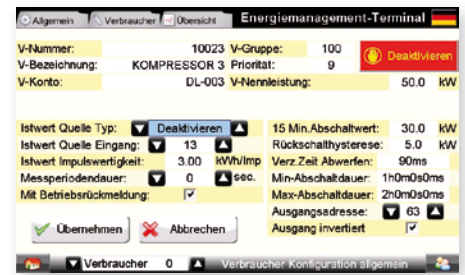 Allgemein Verbraucher Übersicht Energiemanagement-Terminal
V-Nummer: 10023 V-Gruppe: 100
Deaktivieren
V-Bezeichnung: KOMPRESSOR 3 Priorität: 9
V-Konto: DL-003 V-Nennleistung: 50.0 kW
Istwert Quelle Typ: Deaktivieren 15 Min.Abschaltwert: 30.0 kW
Istwert Quelle Eingang: 13 Rückschalthysterese: 5.0 kW
Istwert Impulswertigkeit: 3.00 kWh/Imp Verz.Zeit Abwerfen: 90ms
Messperiodendauer: 0 sec. Min-Abschaltdauer: 1h0m0s0ms
Mit Betriebsrückmeldung: Max-Abschaltdauer: 2h0m0s0ms
Ausgangsadresse: 63
Übernehmen Abbrechen Ausgang invertiert
Verbraucher 0 Verbraucher Konfiguration allgemein